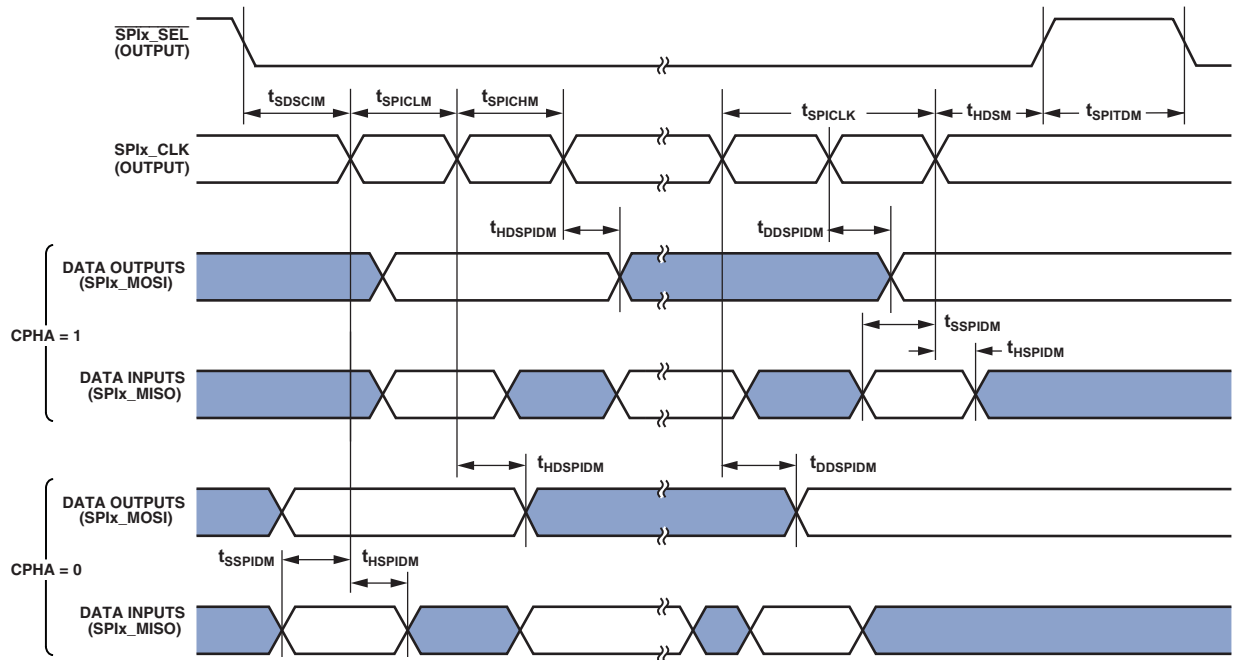 SPIx_SEL
(OUTPUT)
tSDSCIM
tSPICLM
tSPICHM
tSPICLK
tHDSM
tSPITDM
SPIx_CLK
(OUTPUT)
tHDSPIDM
tDDSPIDM
DATA OUTPUTS
(SPIx_MOSI)
CPHA = 1
tSSPIDM
tHSPIDM
DATA INPUTS
(SPIx_MISO)
tHDSPIDM
tDDSPIDM
DATA OUTPUTS
(SPIx_MOSI)
CPHA = 0
tSSPIDM
tHSPIDM
DATA INPUTS
(SPIx_MISO)